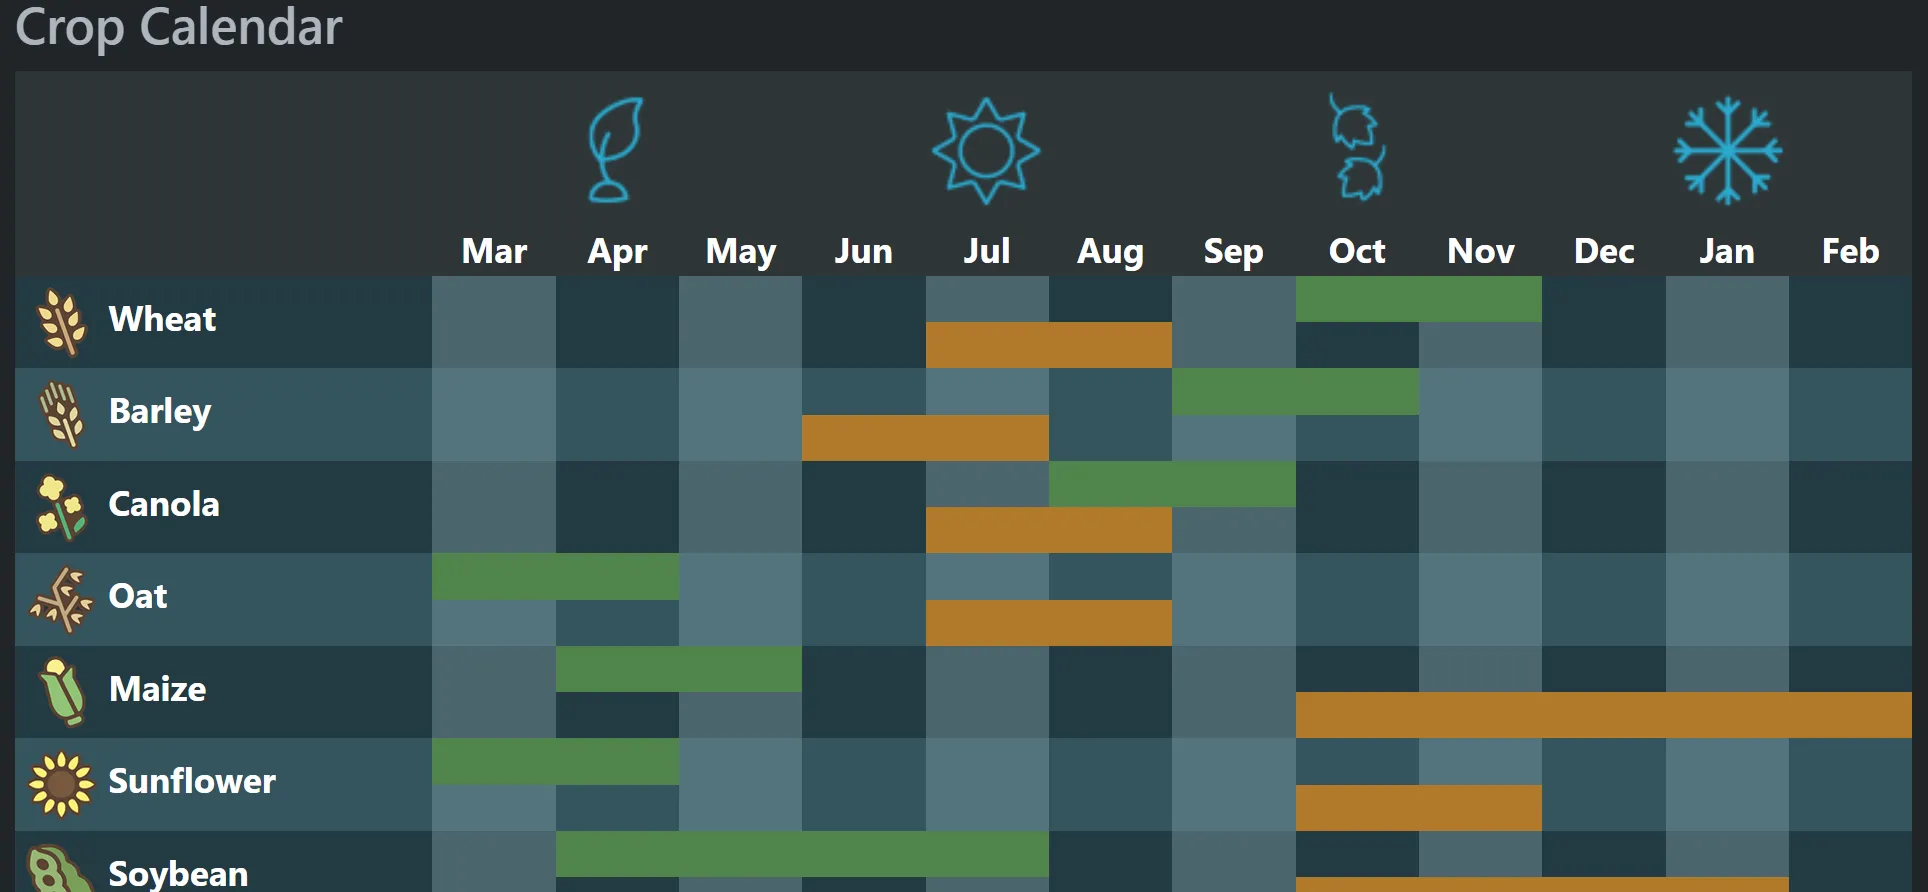 Crop Calendar
Mar Apr May Jun Jul Aug Sep Oct Nov Dec Jan Feb
Wheat
Barley
Canola
Oat
Maize
Sunflower
Soybean